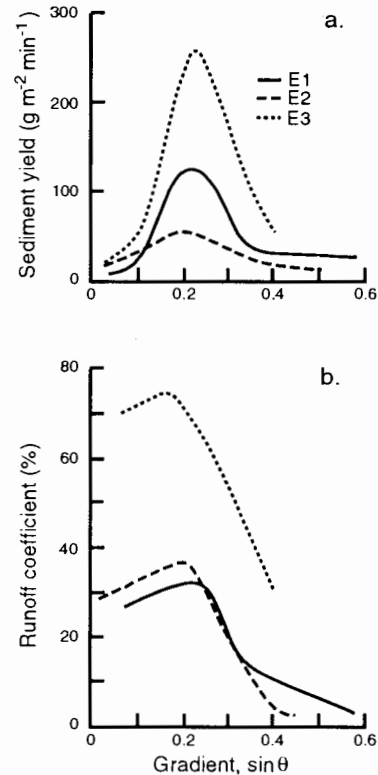 a.
300
200
100
0
Sediment yield (g m⁻² min⁻¹)
E1
E2
E3
0 0.2 0.4 0.6
b.
80
60
40
20
0
Runoff coefficient (%)
0 0.2 0.4 0.6
Gradient, sin θ